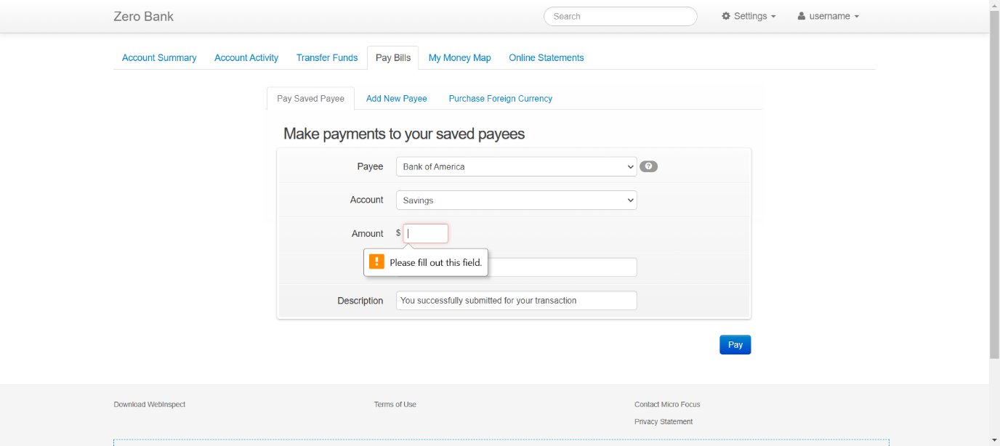 Zero Bank Search Settings username
Account Summary Account Activity Transfer Funds Pay Bills My Money Map Online Statements
Pay Saved Payee Add New Payee Purchase Foreign Currency
Make payments to your saved payees
Payee Bank of America ?
Account Savings
Amount $
! Please fill out this field.
Description You successfully submitted for your transaction
Pay
Download WebInspect Terms of Use Contact Micro Focus
Privacy Statement